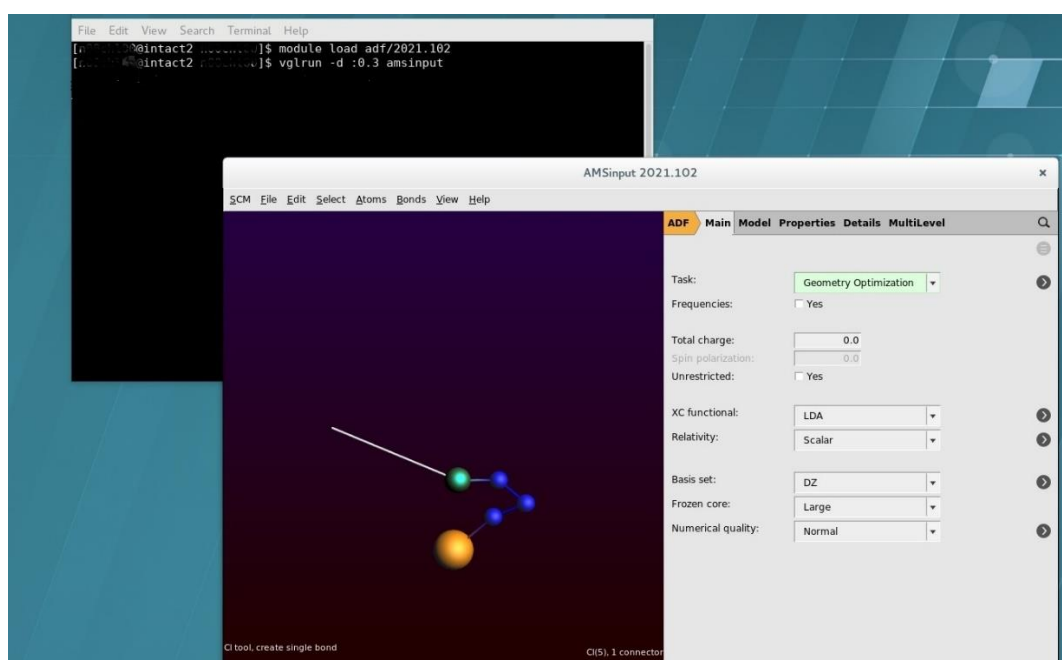 File Edit View Search Terminal Help
@intact2 ]$ module load adf/2021.102
@intact2 ]$ vglrun -d :0.3 amsinput
AMSinput 2021.102 ×
SCM File Edit Select Atoms Bonds View Help
ADF Main Model Properties Details MultiLevel
Task: Geometry Optimization
Frequencies: Yes
Total charge: 0.0
Spin polarization: 0.0
Unrestricted: Yes
XC functional: LDA
Relativity: Scalar
Basis set: DZ
Frozen core: Large
Numerical quality: Normal
Cl tool, create single bond
Cl(5), 1 connector